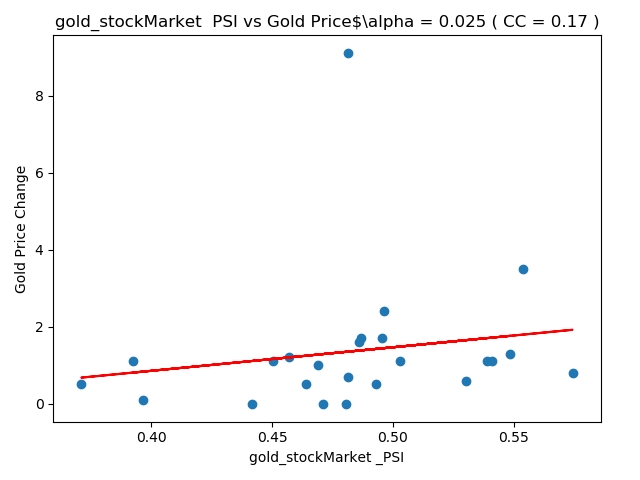 gold_stockMarket  PSI vs Gold Price$\alpha = 0.025 ( CC = 0.17 )
8
6
4
2
0
Gold Price Change
0.40 0.45 0.50 0.55
gold_stockMarket _PSI